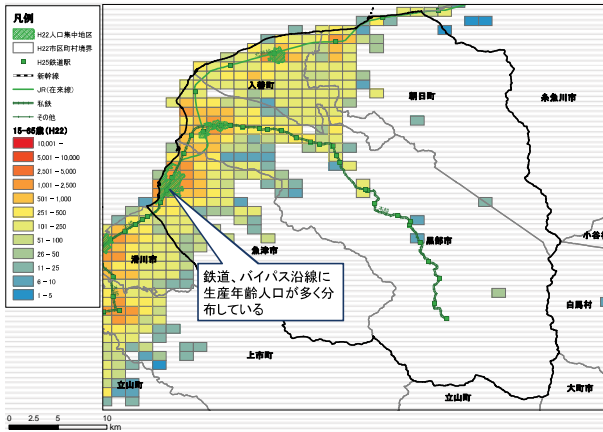 凡例
H22人口集中地区
H22市区町村境界
H25鉄道駅
新幹線
JR(在来線)
私鉄
その他
15-65歳(H22)
10,001 -
5,001 - 10,000
2,501 - 5,000
1,001 - 2,500
501 - 1,000
251 - 500
101 - 250
51 - 100
26 - 50
11 - 25
6 - 10
1 - 5
入善町
朝日町
糸魚川市
小谷村
黒部市
魚津市
滑川市
白馬村
鉄道、バイパス沿線に
生産年齢人口が多く分
布している
上市町
立山町
立山町
大町市
0 2.5 5 10
km